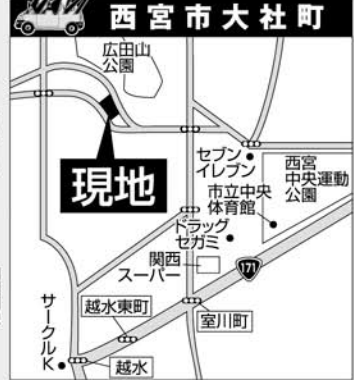 西宮市大社町
広田山
公園
現地
セブン
イレブン
西宮
中央運動
公園
市立中央
体育館
ドラッグ
セガミ
関西
スーパー
171
サークルK
越水東町
室川町
越水